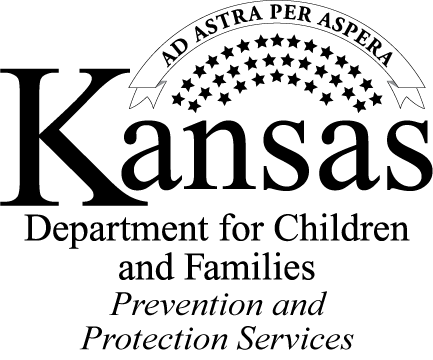 AD ASTRA PER ASPERA
Kansas
Department for Children
and Families
Prevention and
Protection Services